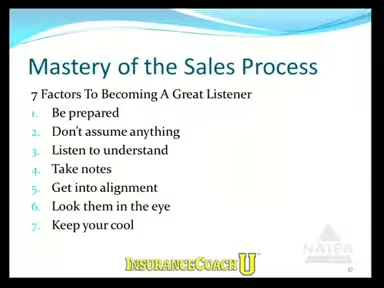 Mastery of the Sales Process
7 Factors To Becoming A Great Listener
1. Be prepared
2. Don't assume anything
3. Listen to understand
4. Take notes
5. Get into alignment
6. Look them in the eye
7. Keep your cool
INSURANCECOACH U